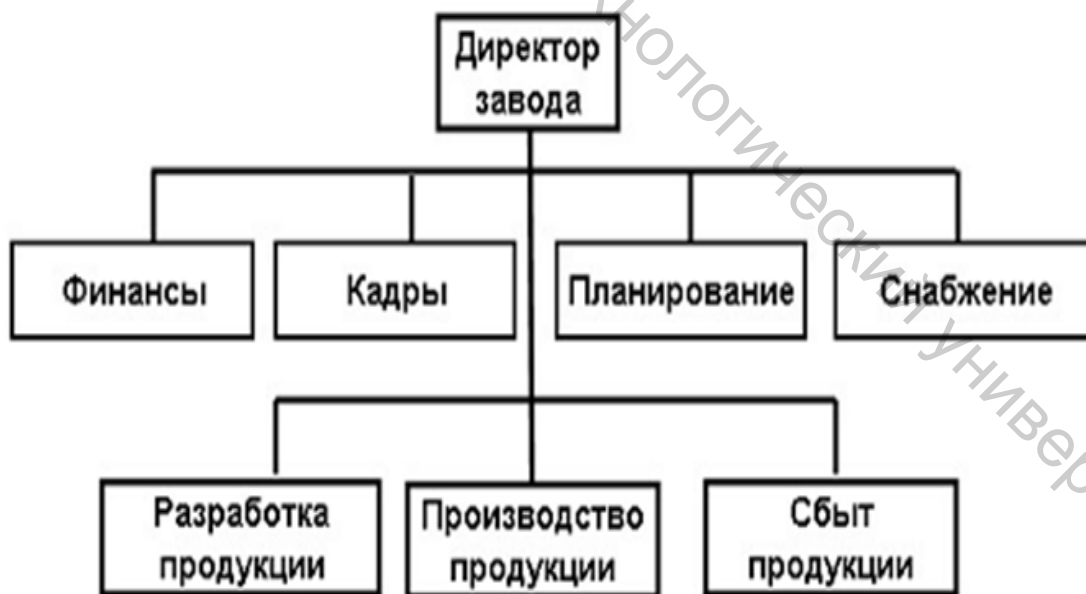 Директор
завода
Финансы
Кадры
Планирование
Снабжение
Разработка
продукции
Производство
продукции
Сбыт
продукции